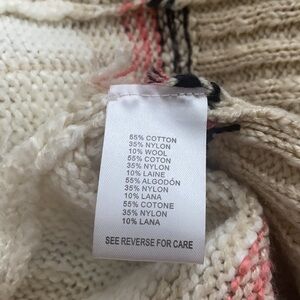 55% COTTON
35% NYLON
10% WOOL
55% COTON
35% NYLON
10% LAINE
55% ALGODÓN
35% NYLON
10% LANA
55% COTONE
35% NYLON
10% LANA
SEE REVERSE FOR CARE